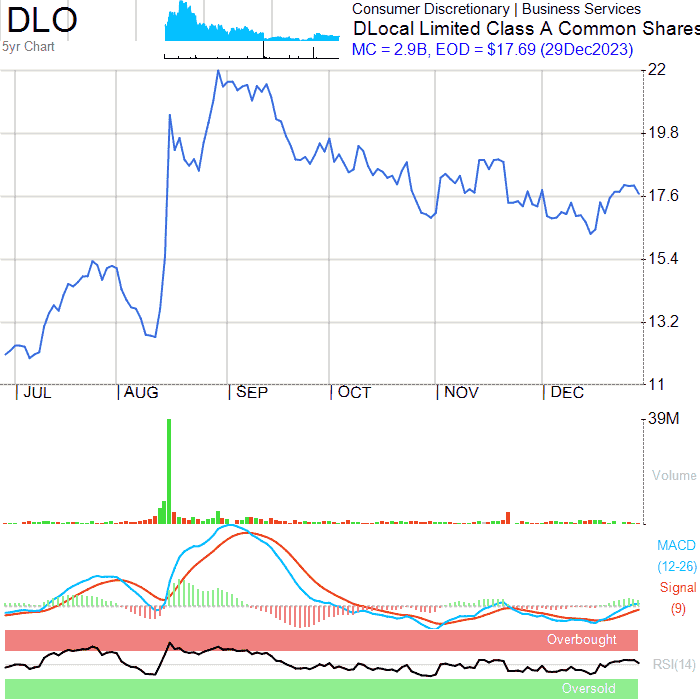 DLO
5yr Chart
Consumer Discretionary | Business Services
DLocal Limited Class A Common Shares
MC = 2.9B, EOD = $17.69 (29Dec2023)
22
19.8
17.6
15.4
13.2
11
| JUL | AUG | SEP | OCT | NOV | DEC
39M
Volume
MACD
(12-26)
Signal
(9)
Overbought
RSI(14)
Oversold